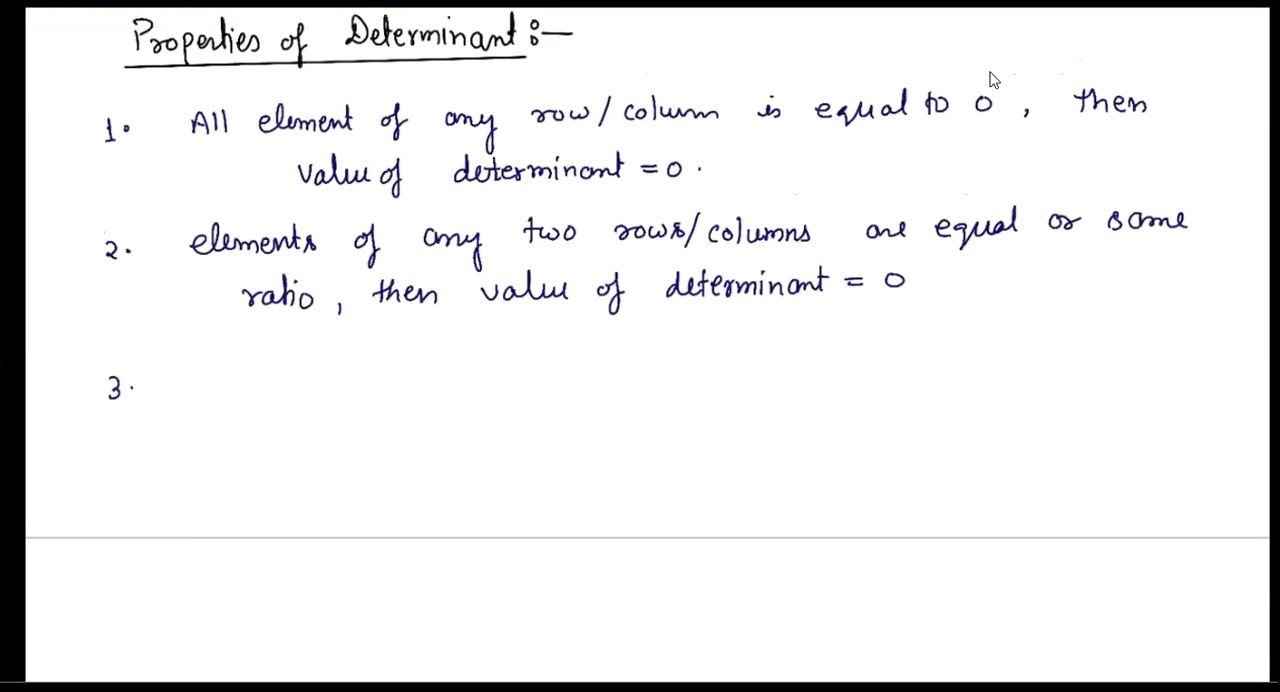 Properties of Determinant :-
1. All element of any row/column is equal to 0, then
value of determinant = 0.
2. elements of any two rows/columns are equal or same
ratio, then value of determinant = 0
3.